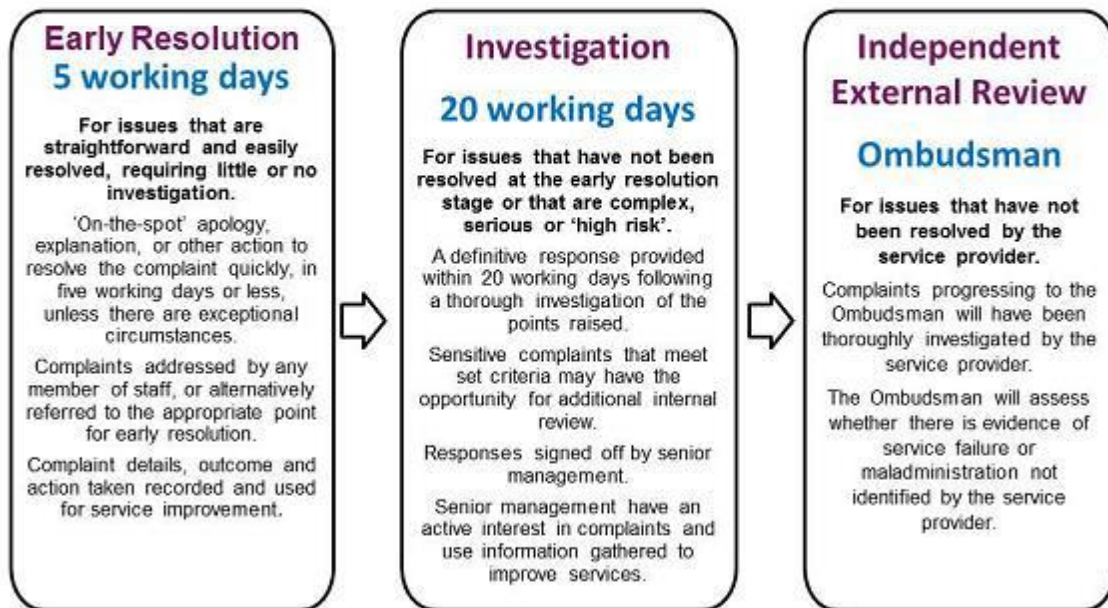 Early Resolution
5 working days
For issues that are
straightforward and easily
resolved, requiring little or no
investigation.
'On-the-spot' apology,
explanation, or other action to
resolve the complaint quickly, in
five working days or less,
unless there are exceptional
circumstances.
Complaints addressed by any
member of staff, or alternatively
referred to the appropriate point
for early resolution.
Complaint details, outcome and
action taken recorded and used
for service improvement.
Investigation
20 working days
For issues that have not been
resolved at the early resolution
stage or that are complex,
serious or 'high risk'.
A definitive response provided
within 20 working days following
a thorough investigation of the
points raised.
Sensitive complaints that meet
set criteria may have the
opportunity for additional internal
review.
Responses signed off by senior
management.
Senior management have an
active interest in complaints and
use information gathered to
improve services.
Independent
External Review
Ombudsman
For issues that have not
been resolved by the
service provider.
Complaints progressing to the
Ombudsman will have been
thoroughly investigated by the
service provider.
The Ombudsman will assess
whether there is evidence of
service failure or
maladministration not
identified by the service
provider.